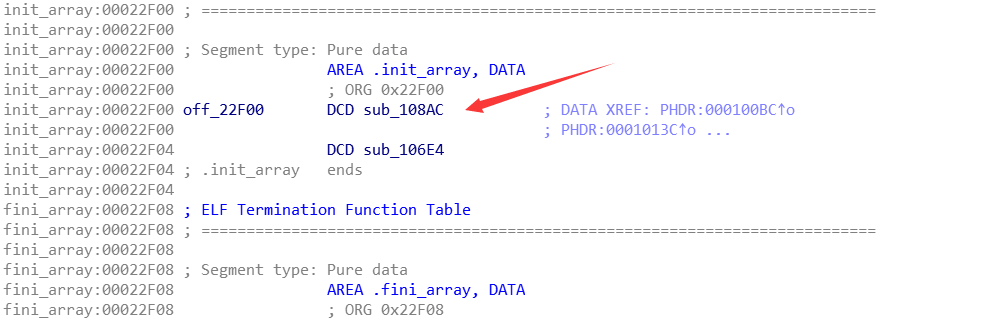 init_array:00022F00 ; ===========================================================================
init_array:00022F00
init_array:00022F00 ; Segment type: Pure data
init_array:00022F00 AREA .init_array, DATA
init_array:00022F00 ; ORG 0x22F00
init_array:00022F00 off_22F00 DCD sub_108AC ; DATA XREF: PHDR:000100BC↑o
init_array:00022F00 ; PHDR:0001013C↑o ...
init_array:00022F04 DCD sub_106E4
init_array:00022F04 ; .init_array ends
init_array:00022F04
fini_array:00022F08 ; ELF Termination Function Table
fini_array:00022F08 ; ===========================================================================
fini_array:00022F08
fini_array:00022F08 ; Segment type: Pure data
fini_array:00022F08 AREA .fini_array, DATA
fini_array:00022F08 ; ORG 0x22F08